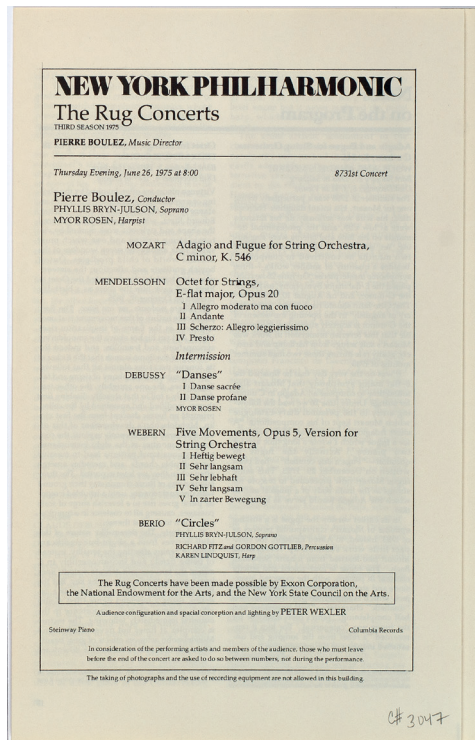 NEW YORK PHILHARMONIC
The Rug Concerts
THIRD SEASON 1975
PIERRE BOULEZ, Music Director
Thursday Evening, June 26, 1975 at 8:00 8731st Concert
Pierre Boulez, Conductor
PHYLLIS BRYN-JULSON, Soprano
MYOR ROSEN, Harpist
MOZART Adagio and Fugue for String Orchestra,
C minor, K. 546
MENDELSSOHN Octet for Strings,
E-flat major, Opus 20
I Allegro moderato ma con fuoco
II Andante
III Scherzo: Allegro leggierissimo
IV Presto
Intermission
DEBUSSY "Danses"
I Danse sacrée
II Danse profane
MYOR ROSEN
WEBERN Five Movements, Opus 5, Version for
String Orchestra
I Heftig bewegt
II Sehr langsam
III Sehr lebhaft
IV Sehr langsam
V In zarter Bewegung
BERIO "Circles"
PHYLLIS BRYN-JULSON, Soprano
RICHARD FITZ and GORDON GOTTLIEB, Percussion
KAREN LINDQUIST, Harp
The Rug Concerts have been made possible by Exxon Corporation,
the National Endowment for the Arts, and the New York State Council on the Arts.
Audience configuration and spacial conception and lighting by PETER WEXLER
Steinway Piano Columbia Records
In consideration of the performing artists and members of the audience, those who must leave
before the end of the concert are asked to do so between numbers, not during the performance.
The taking of photographs and the use of recording equipment are not allowed in this building.
C# 3047